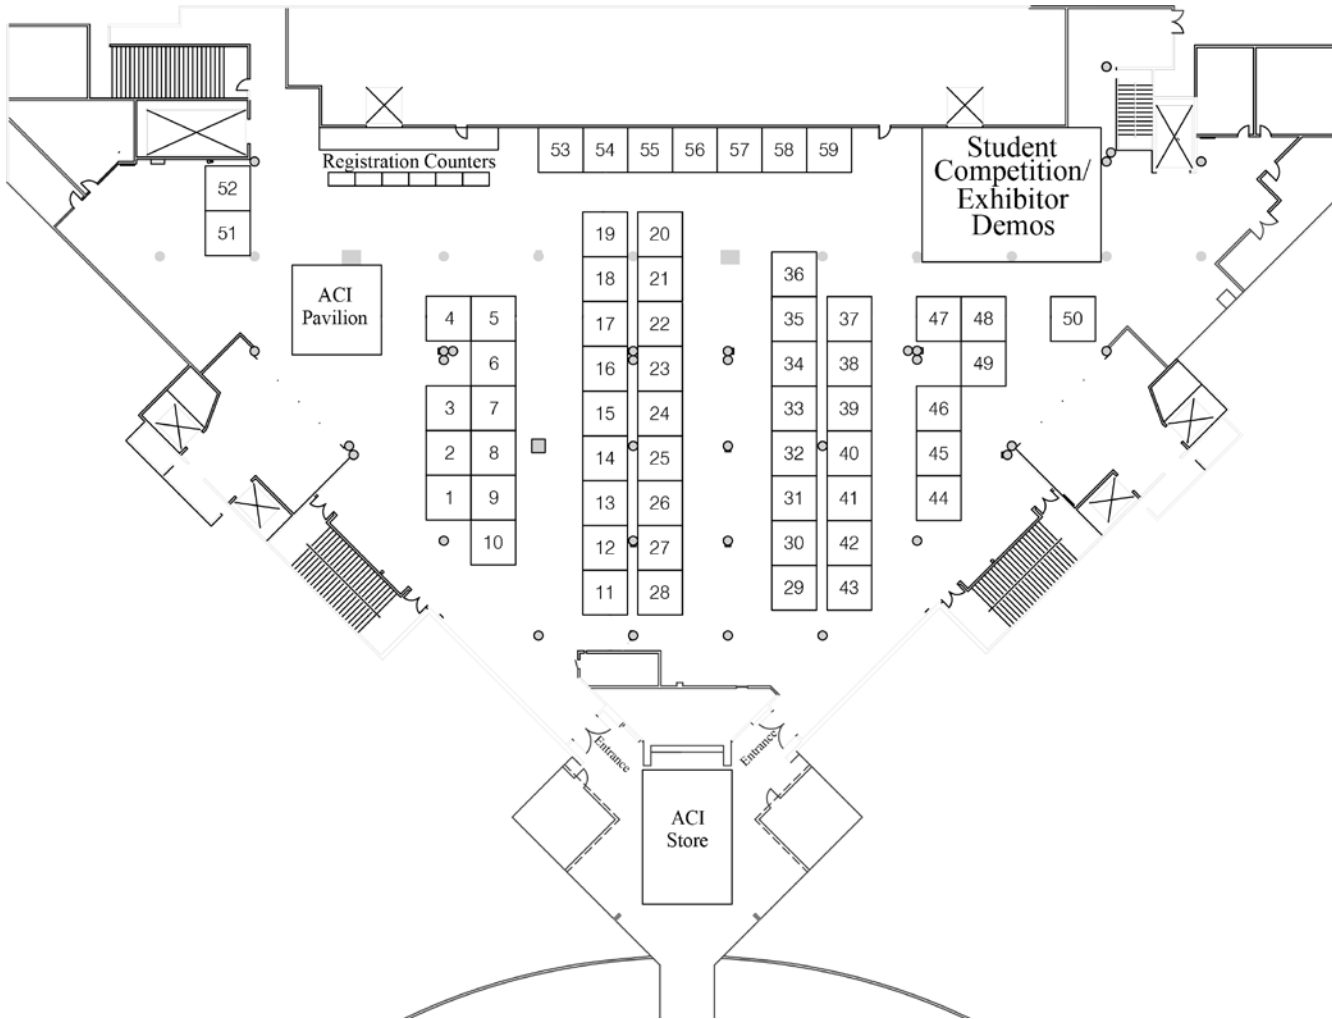 Registration Counters
53 54 55 56 57 58 59
Student
Competition/
Exhibitor
Demos
52
51
19 20
18 21
17 22
16 23
15 24
14 25
13 26
12 27
11 28
36
35 37
34 38
33 39
32 40
31 41
30 42
29 43
ACI
Pavilion
4 5
6
3 7
2 8
1 9
10
47 48
49
46
45
44
50
Entrance
Entrance
ACI
Store